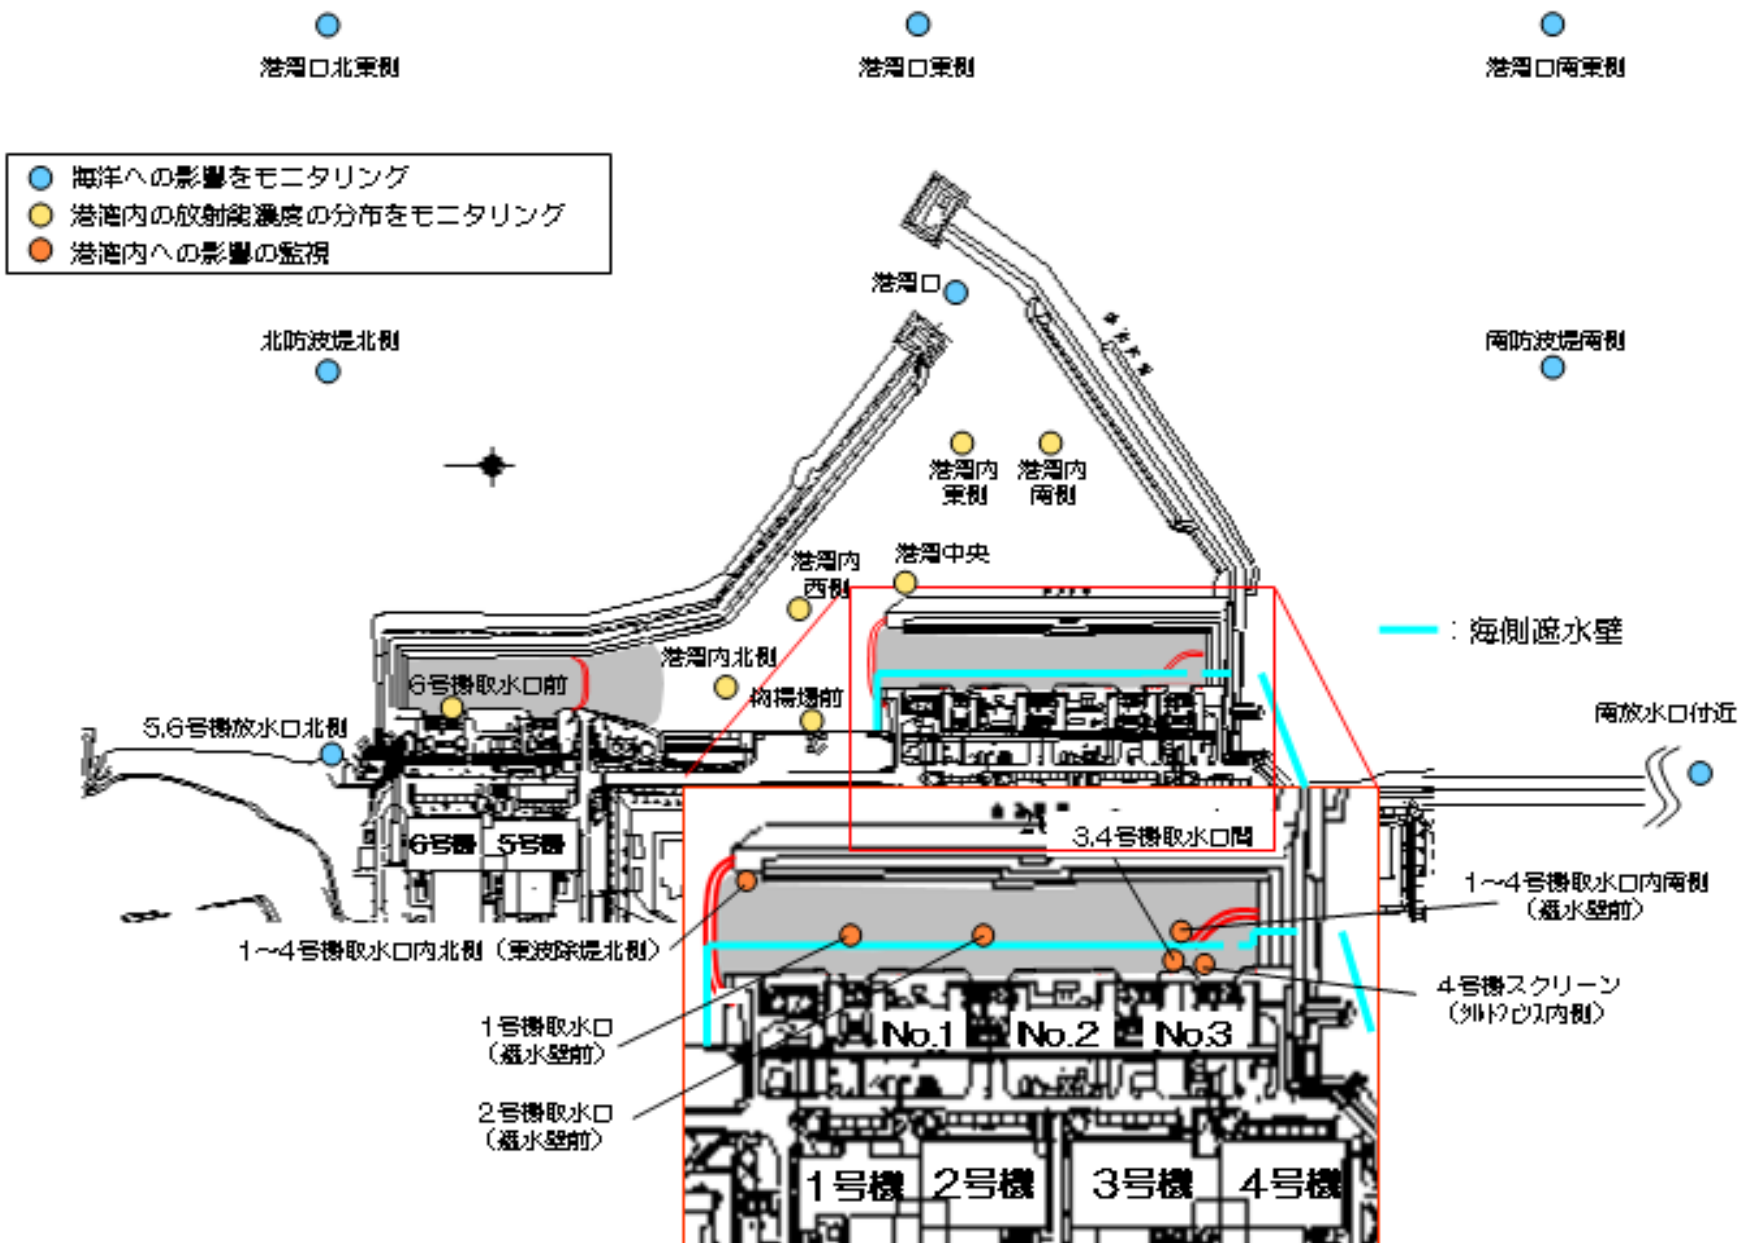 港湾口北東側
港湾口東側
港湾口南東側
海洋への影響をモニタリング
港湾内の放射能濃度の分布をモニタリング
港湾内への影響の監視
港湾口
北防波堤北側
南防波堤南側
港湾内
東側
港湾内
南側
港湾内
西側
港湾中央
:海側遮水壁
港湾内北側
6号機取水口前
物揚場前
5,6号機放水口北側
南放水口付近
6号機
5号機
3,4号機取水口間
1~4号機取水口内南側
(遮水壁前)
1~4号機取水口内北側(東波除堤北側)
4号機スクリーン
(シルトフェンス内側)
1号機取水口
(遮水壁前)
No.1
No.2
No.3
2号機取水口
(遮水壁前)
1号機
2号機
3号機
4号機